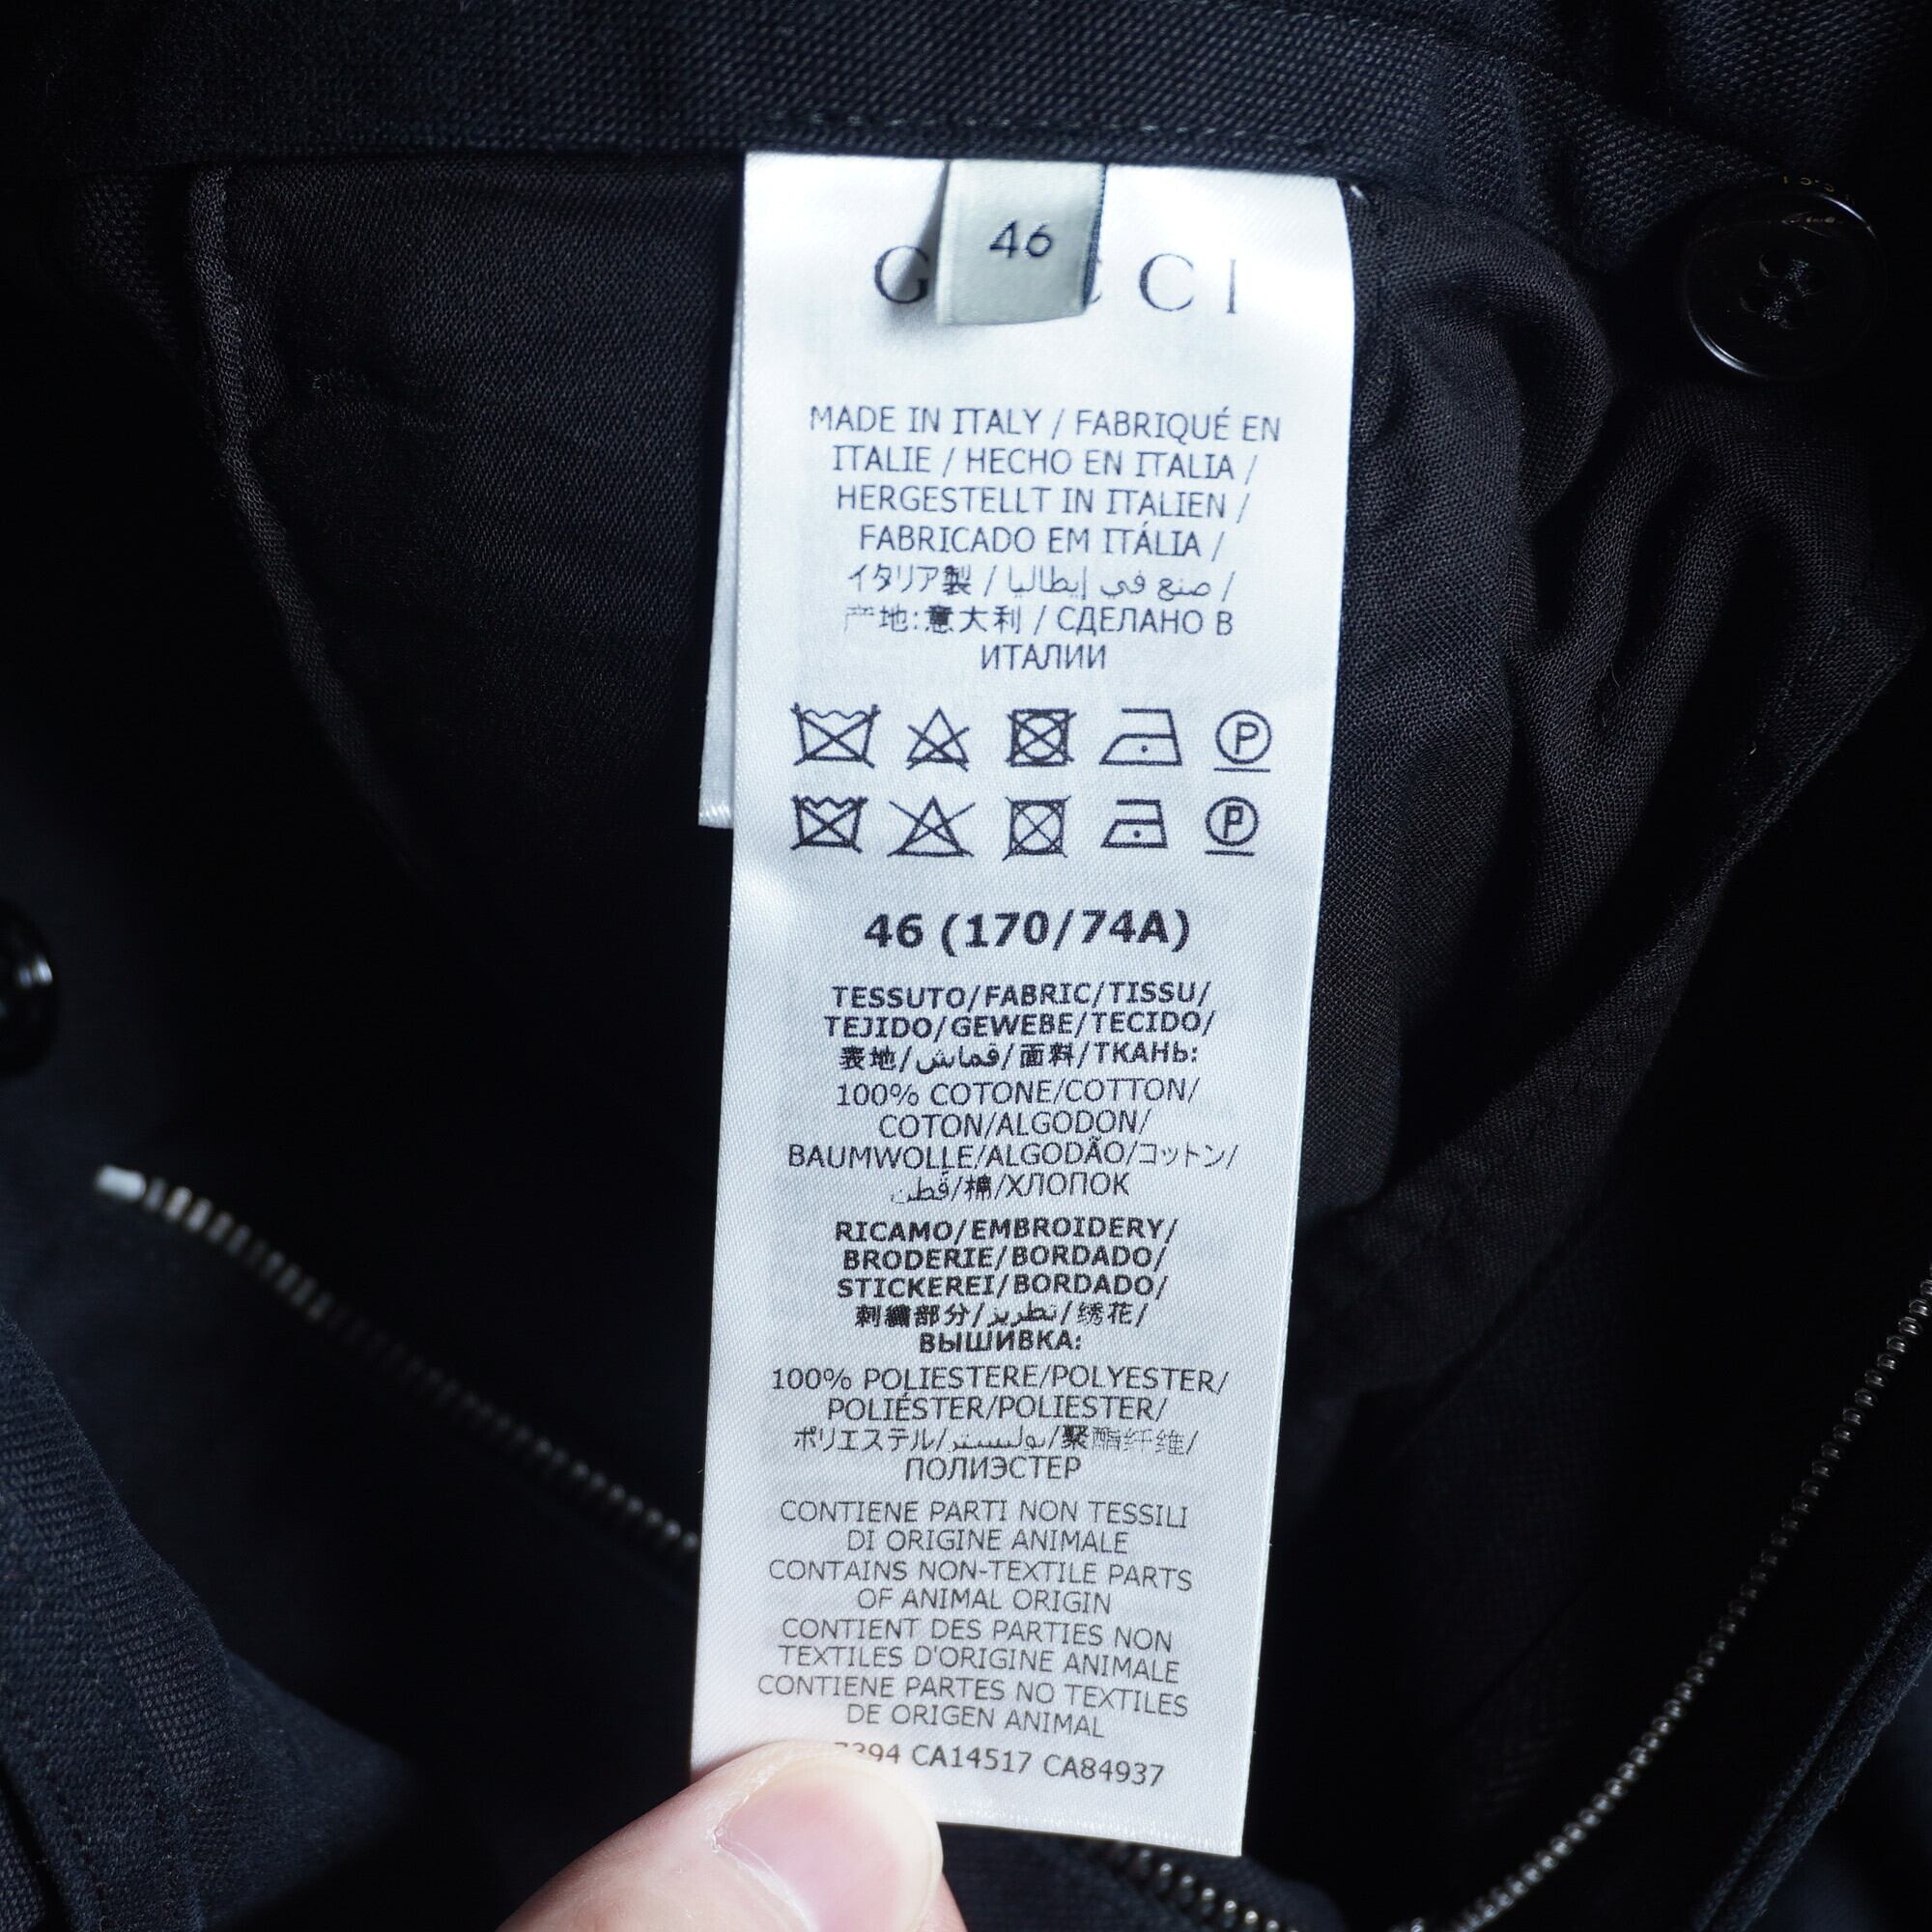 46
G CCI
MADE IN ITALY / FABRIQUÉ EN
ITALIE / HECHO EN ITALIA /
HERGESTELLT IN ITALIEN /
FABRICADO EM ITÁLIA /
イタリア製 / صنع في إيطاليا /
产地:意大利 / СДЕЛАНО В
ИТАЛИИ
P
P
46 (170/74A)
TESSUTO/FABRIC/TISSU/
TEJIDO/GEWEBE/TECIDO/
表地/قماش/面料/ТКАНЬ:
100% COTONE/COTTON/
COTON/ALGODON/
BAUMWOLLE/ALGODÃO/コットン/
قطن/棉/ХЛОПОК
RICAMO/EMBROIDERY/
BRODERIE/BORDADO/
STICKEREI/BORDADO/
刺繍部分/تطريز/绣花/
ВЫШИВКА:
100% POLIESTERE/POLYESTER/
POLIÉSTER/POLIESTER/
ポリエステル/بوليستر/聚酯纤维/
ПОЛИЭСТЕР
CONTIENE PARTI NON TESSILI
DI ORIGINE ANIMALE
CONTAINS NON-TEXTILE PARTS
OF ANIMAL ORIGIN
CONTIENT DES PARTIES NON
TEXTILES D'ORIGINE ANIMALE
CONTIENE PARTES NO TEXTILES
DE ORIGEN ANIMAL
CA14517 CA84937